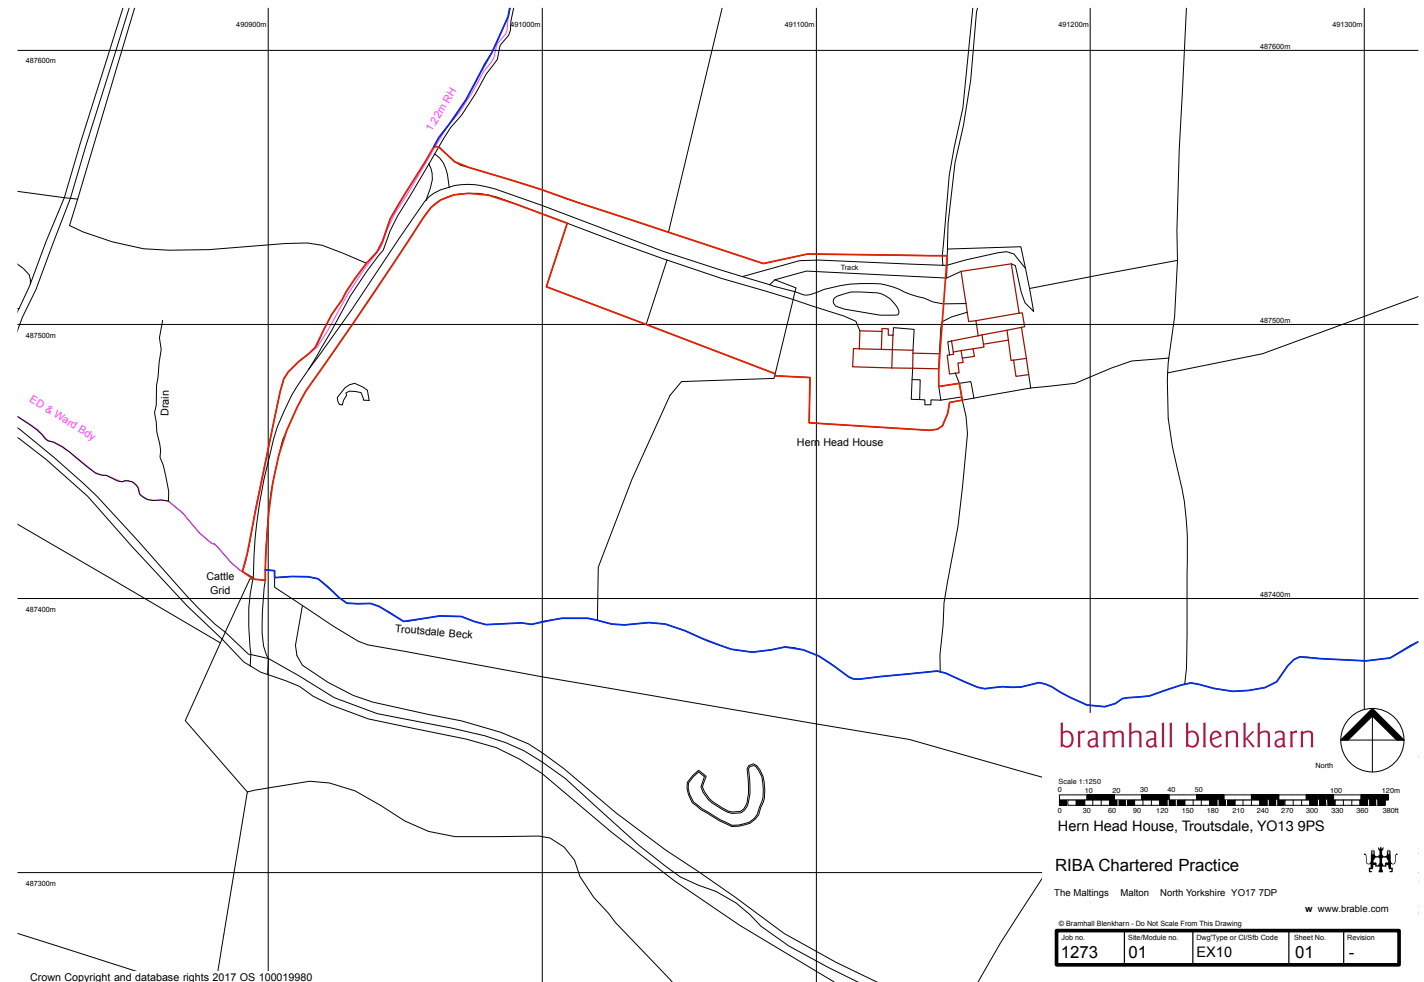 490900m
491000m
491100m
491200m
491300m
487600m
487600m
1.22m RH
Track
487500m
487500m
Drain
ED & Ward Bdy
Hern Head House
Cattle
Grid
487400m
487400m
Troutsdale Beck
bramhall blenkharn
North
Scale 1:1250
0 10 20 30 40 50 100 120m
0 30 60 90 120 150 180 210 240 270 300 330 360 380ft
Hern Head House, Troutsdale, YO13 9PS
RIBA Chartered Practice
The Maltings Malton North Yorkshire YO17 7DP
w www.brable.com
487300m
© Bramhall Blenkharn - Do Not Scale From This Drawing
Job no. Site/Module no. Dwg'Type or CI/Sfb Code Sheet No. Revision
1273 01 EX10 01 -
Crown Copyright and database rights 2017 OS 100019980